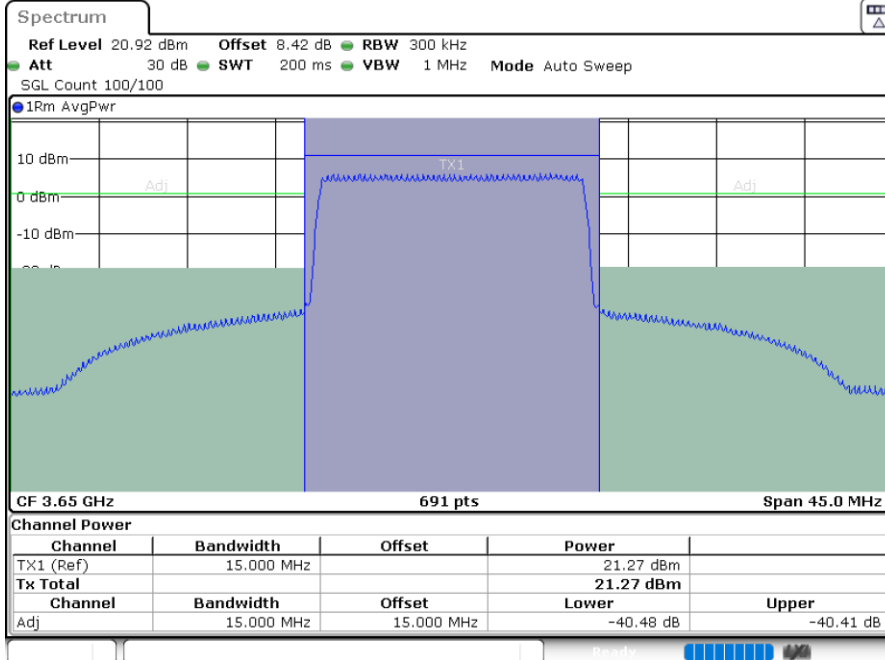 Spectrum
Ref Level 20.92 dBm Offset 8.42 dB RBW 300 kHz
Att 30 dB SWT 200 ms VBW 1 MHz Mode Auto Sweep
SGL Count 100/100
1Rm AvgPwr
10 dBm
TX1
Adj
Adj
0 dBm
-10 dBm
CF 3.65 GHz 691 pts Span 45.0 MHz
Channel Power
Channel Bandwidth Offset Power
TX1 (Ref) 15.000 MHz 21.27 dBm
Tx Total 21.27 dBm
Channel Bandwidth Offset Lower Upper
Adj 15.000 MHz 15.000 MHz -40.48 dB -40.41 dB
Ready